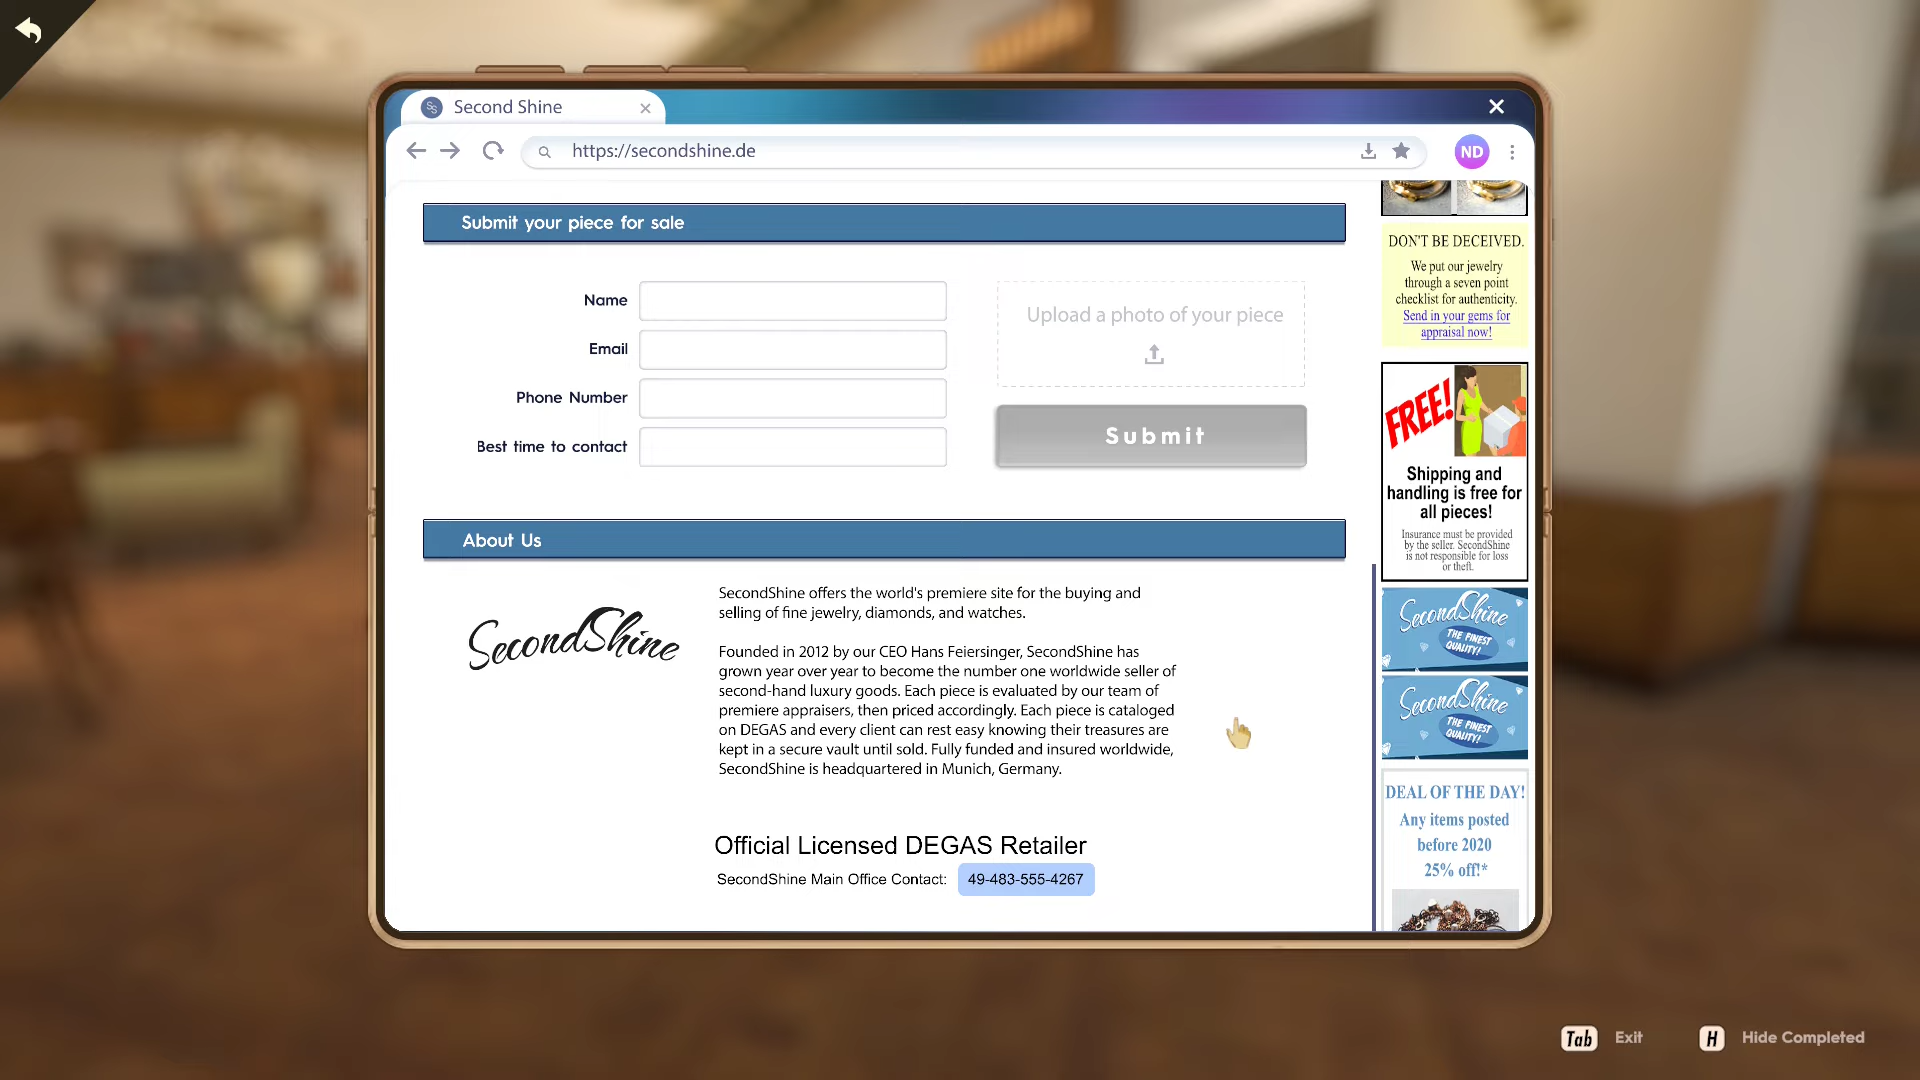 Second Shine
https://secondshine.de
ND
Submit your piece for sale
Name
Email
Phone Number
Best time to contact
Upload a photo of your piece
Submit
About Us
SecondShine
SecondShine offers the world's premiere site for the buying and
selling of fine jewelry, diamonds, and watches.
Founded in 2012 by our CEO Hans Feiersinger, SecondShine has
grown year over year to become the number one worldwide seller of
second-hand luxury goods. Each piece is evaluated by our team of
premiere appraisers, then priced accordingly. Each piece is cataloged
on DEGAS and every client can rest easy knowing their treasures are
kept in a secure vault until sold. Fully funded and insured worldwide,
SecondShine is headquartered in Munich, Germany.
Official Licensed DEGAS Retailer
SecondShine Main Office Contact: 49-483-555-4267
DON'T BE DECEIVED.
We put our jewelry
through a seven point
checklist for authenticity.
Send in your gems for
appraisal now!
FREE!
Shipping and
handling is free for
all pieces!
Insurance must be provided
by the seller. SecondShine
is not responsible for loss
or theft.
SecondShine
THE FINEST
QUALITY!
SecondShine
THE FINEST
QUALITY!
DEAL OF THE DAY!
Any items posted
before 2020
25% off!*
Tab Exit
H Hide Completed